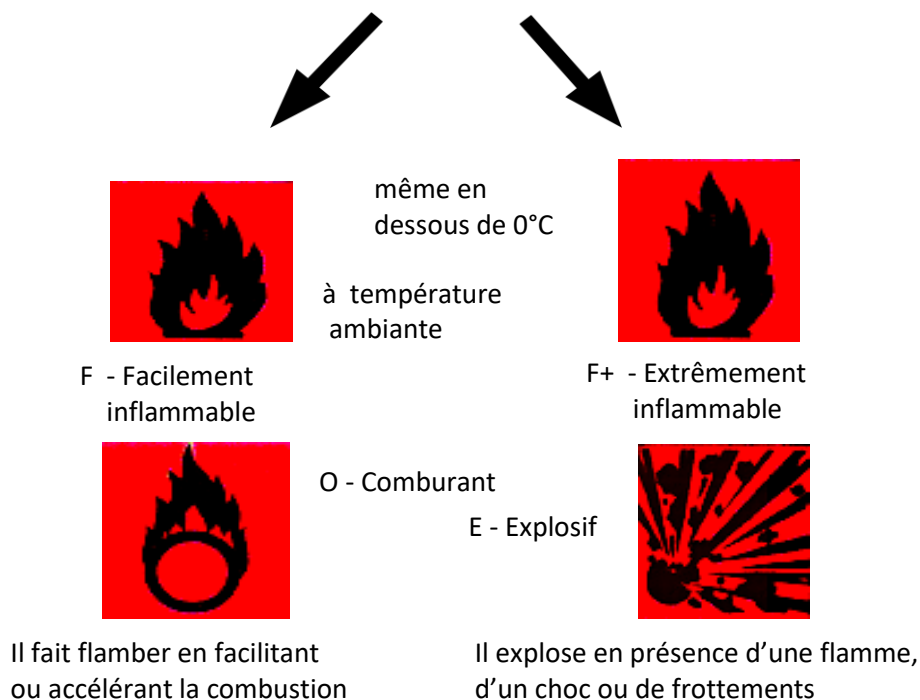 même en
dessous de 0°C
à température
ambiante
F - Facilement
inflammable
F+ - Extrêmement
inflammable
O - Comburant
E - Explosif
Il fait flamber en facilitant
ou accélérant la combustion
Il explose en présence d’une flamme,
d’un choc ou de frottements